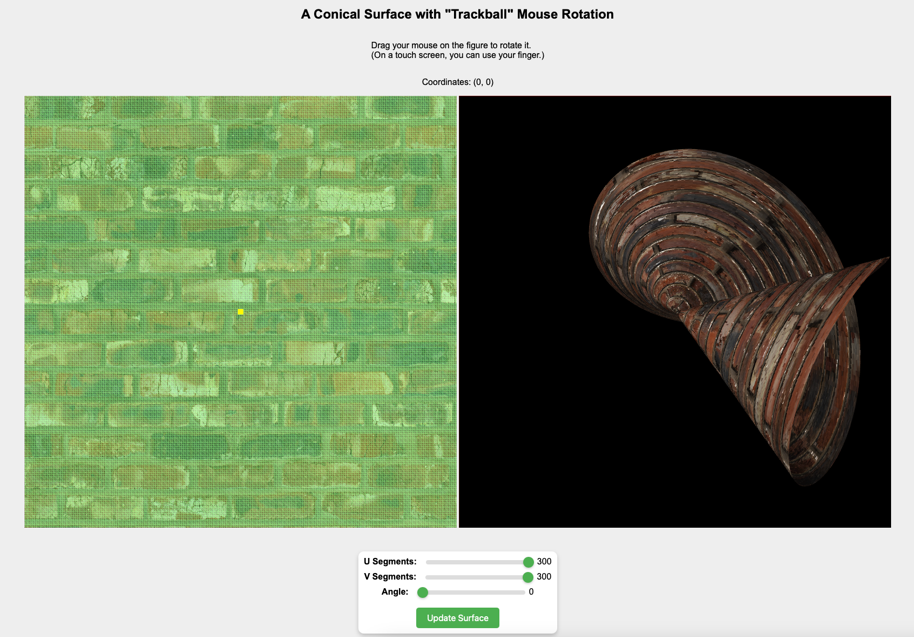 A Conical Surface with "Trackball" Mouse Rotation
Drag your mouse on the figure to rotate it.
(On a touch screen, you can use your finger.)
Coordinates: (0, 0)
U Segments: 300
V Segments: 300
Angle: 0
Update Surface